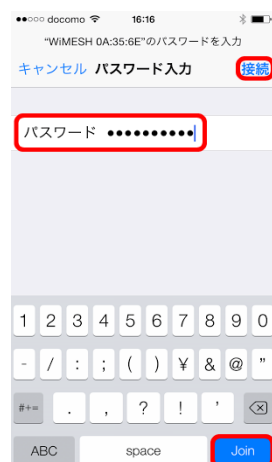 docomo 16:16
“WiMESH 0A:35:6E”のパスワードを入力
キャンセル パスワード入力 接続
パスワード ●●●●●●●●●●
1 2 3 4 5 6 7 8 9 0
- / : ; ( ) ¥ & @ "
#+= . , ? ! ’
ABC space Join